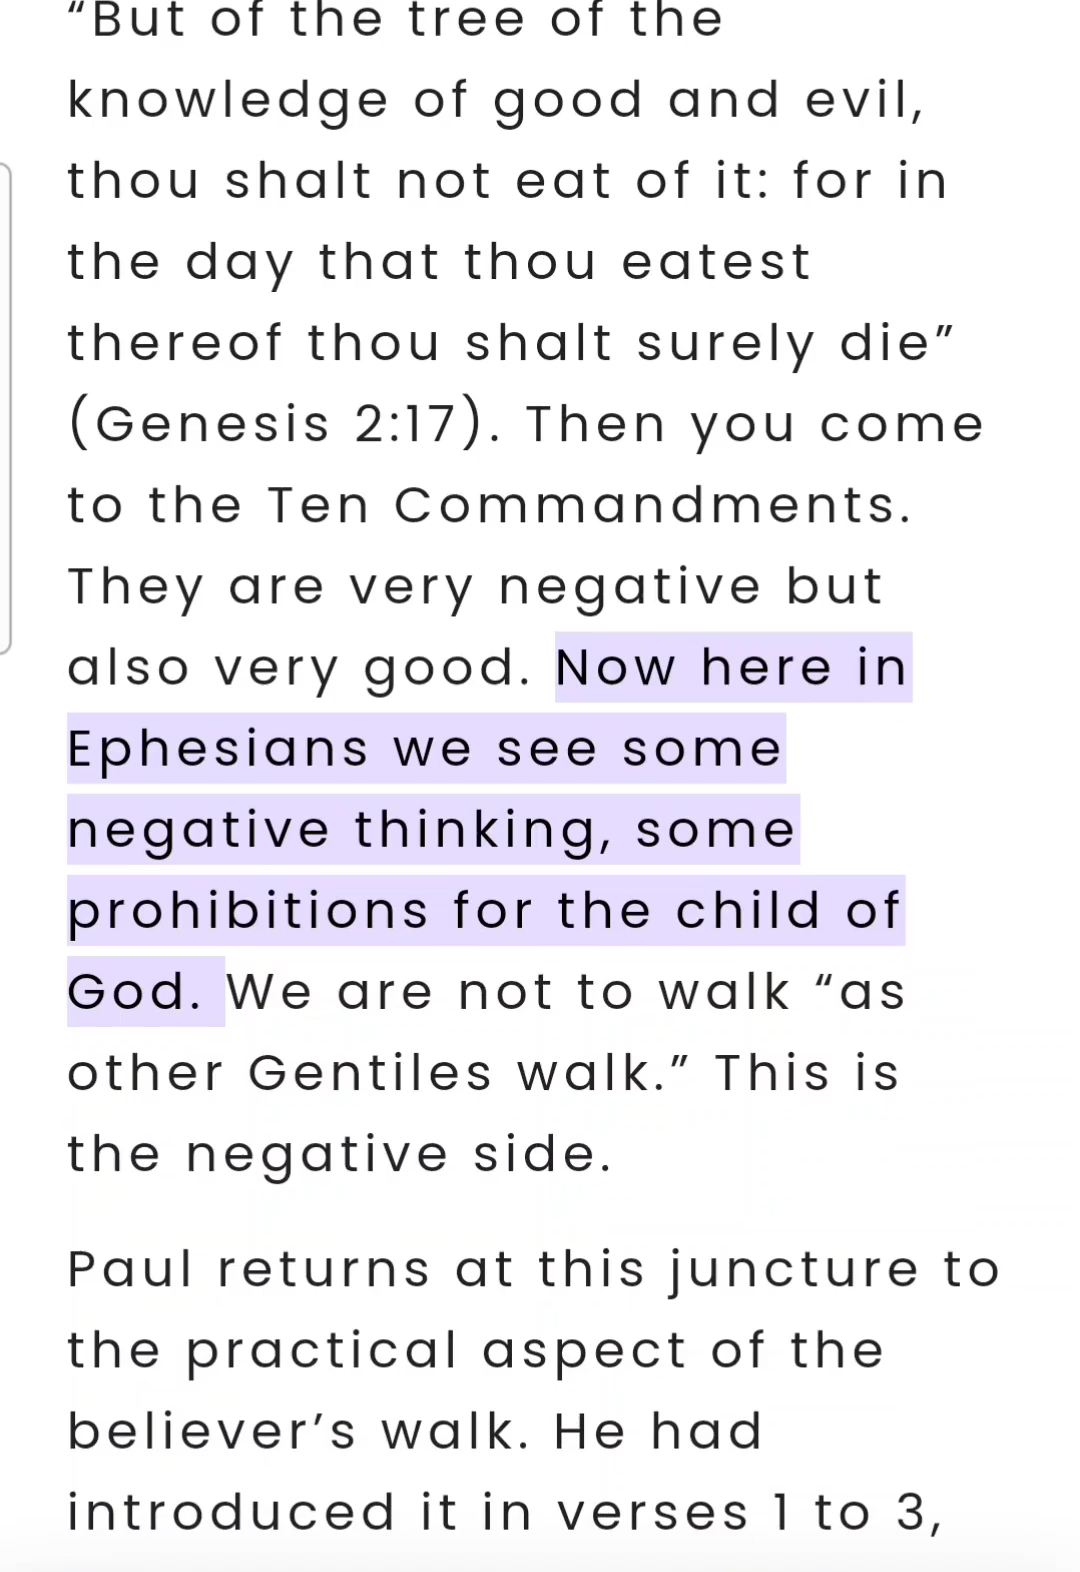 “But of the tree of the
knowledge of good and evil,
thou shalt not eat of it: for in
the day that thou eatest
thereof thou shalt surely die”
(Genesis 2:17). Then you come
to the Ten Commandments.
They are very negative but
also very good. Now here in
Ephesians we see some
negative thinking, some
prohibitions for the child of
God. We are not to walk “as
other Gentiles walk.” This is
the negative side.
Paul returns at this juncture to
the practical aspect of the
believer’s walk. He had
introduced it in verses 1 to 3,